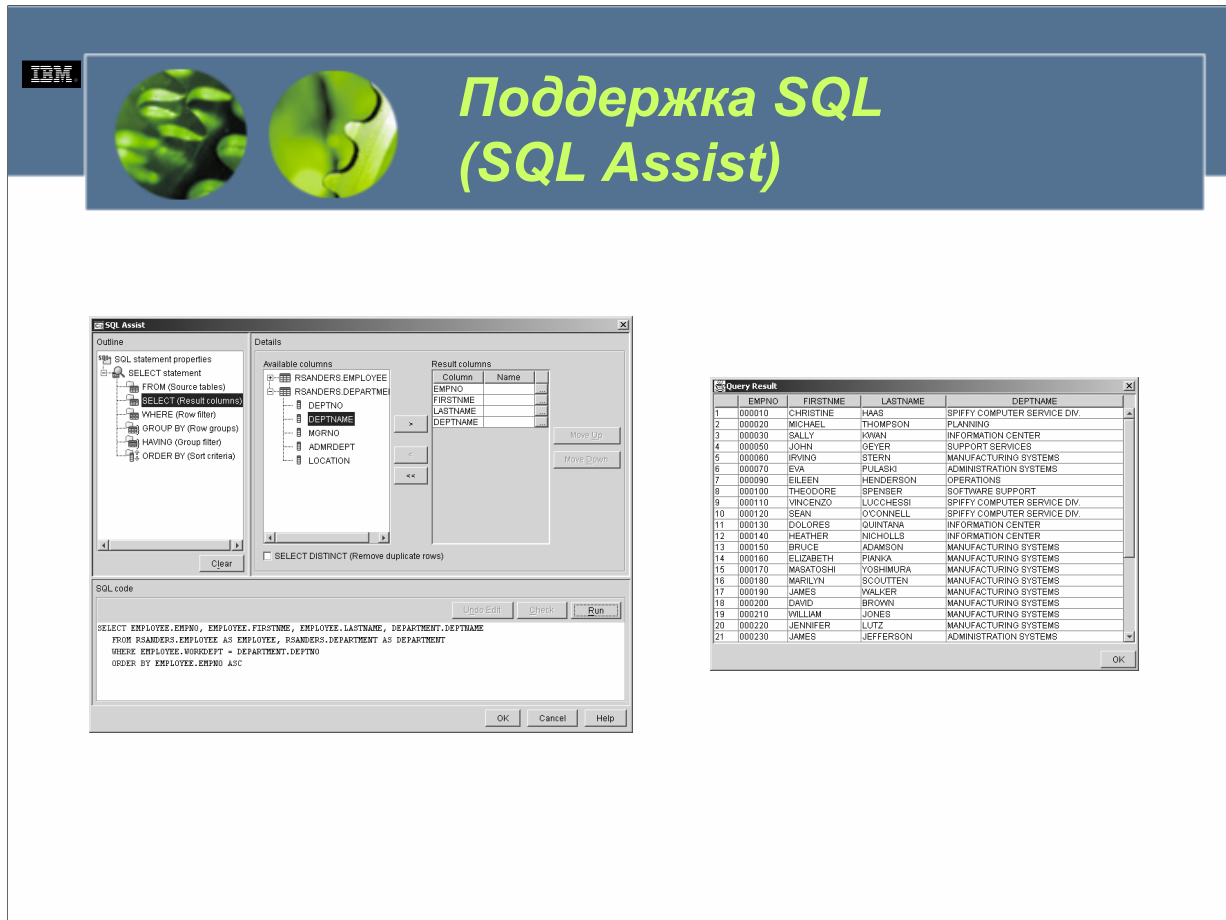 IBM
Поддержка SQL
(SQL Assist)
SQL Assist
Outline
SQL statement properties
SELECT statement
FROM (Source tables)
SELECT (Result columns)
WHERE (Row filter)
GROUP BY (Row groups)
HAVING (Group filter)
ORDER BY (Sort criteria)
Clear
Details
Available columns
RSANDERS.EMPLOYEE
RSANDERS.DEPARTME
DEPTNO
DEPTNAME
MGRNO
ADMRDEPT
LOCATION
>
<
<<
Result columns
Column Name
EMPNO ...
FIRSTNME ...
LASTNAME ...
DEPTNAME ...
Move Up
Move Down
SELECT DISTINCT (Remove duplicate rows)
SQL code
Undo Edit Check Run
SELECT EMPLOYEE.EMPNO, EMPLOYEE.FIRSTNME, EMPLOYEE.LASTNAME, DEPARTMENT.DEPTNAME
FROM RSANDERS.EMPLOYEE AS EMPLOYEE, RSANDERS.DEPARTMENT AS DEPARTMENT
WHERE EMPLOYEE.WORKDEPT = DEPARTMENT.DEPTNO
ORDER BY EMPLOYEE.EMPNO ASC
OK Cancel Help
Query Result
EMPNO FIRSTNME LASTNAME DEPTNAME
1 000010 CHRISTINE HAAS SPIFFY COMPUTER SERVICE DIV.
2 000020 MICHAEL THOMPSON PLANNING
3 000030 SALLY KWAN INFORMATION CENTER
4 000050 JOHN GEYER SUPPORT SERVICES
5 000060 IRVING STERN MANUFACTURING SYSTEMS
6 000070 EVA PULASKI ADMINISTRATION SYSTEMS
7 000090 EILEEN HENDERSON OPERATIONS
8 000100 THEODORE SPENSER SOFTWARE SUPPORT
9 000110 VINCENZO LUCCHESSI SPIFFY COMPUTER SERVICE DIV.
10 000120 SEAN O'CONNELL SPIFFY COMPUTER SERVICE DIV.
11 000130 DOLORES QUINTANA INFORMATION CENTER
12 000140 HEATHER NICHOLLS INFORMATION CENTER
13 000150 BRUCE ADAMSON MANUFACTURING SYSTEMS
14 000160 ELIZABETH PIANKA MANUFACTURING SYSTEMS
15 000170 MASATOSHI YOSHIMURA MANUFACTURING SYSTEMS
16 000180 MARILYN SCOUTTEN MANUFACTURING SYSTEMS
17 000190 JAMES WALKER MANUFACTURING SYSTEMS
18 000200 DAVID BROWN MANUFACTURING SYSTEMS
19 000210 WILLIAM JONES MANUFACTURING SYSTEMS
20 000220 JENNIFER LUTZ MANUFACTURING SYSTEMS
21 000230 JAMES JEFFERSON ADMINISTRATION SYSTEMS
OK